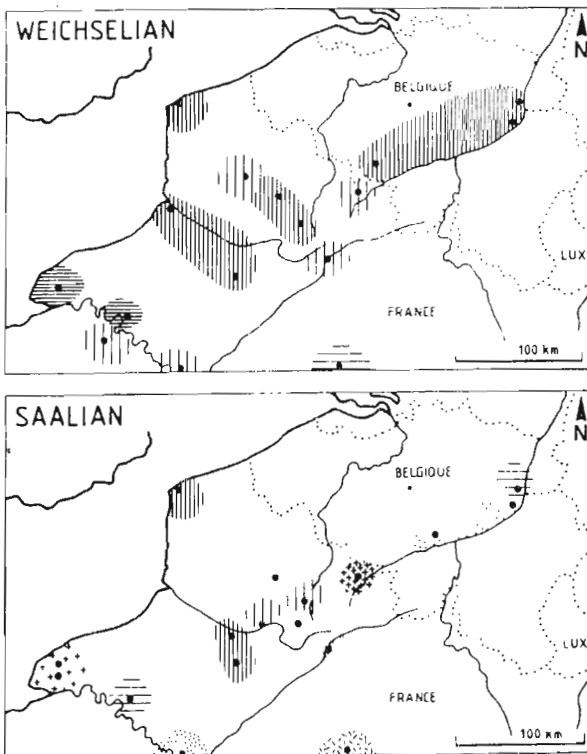 WEICHSELIAN
N
BELGIQUE
LUX
FRANCE
100 km
SAALIAN
N
BELGIQUE
LUX
FRANCE
100 km